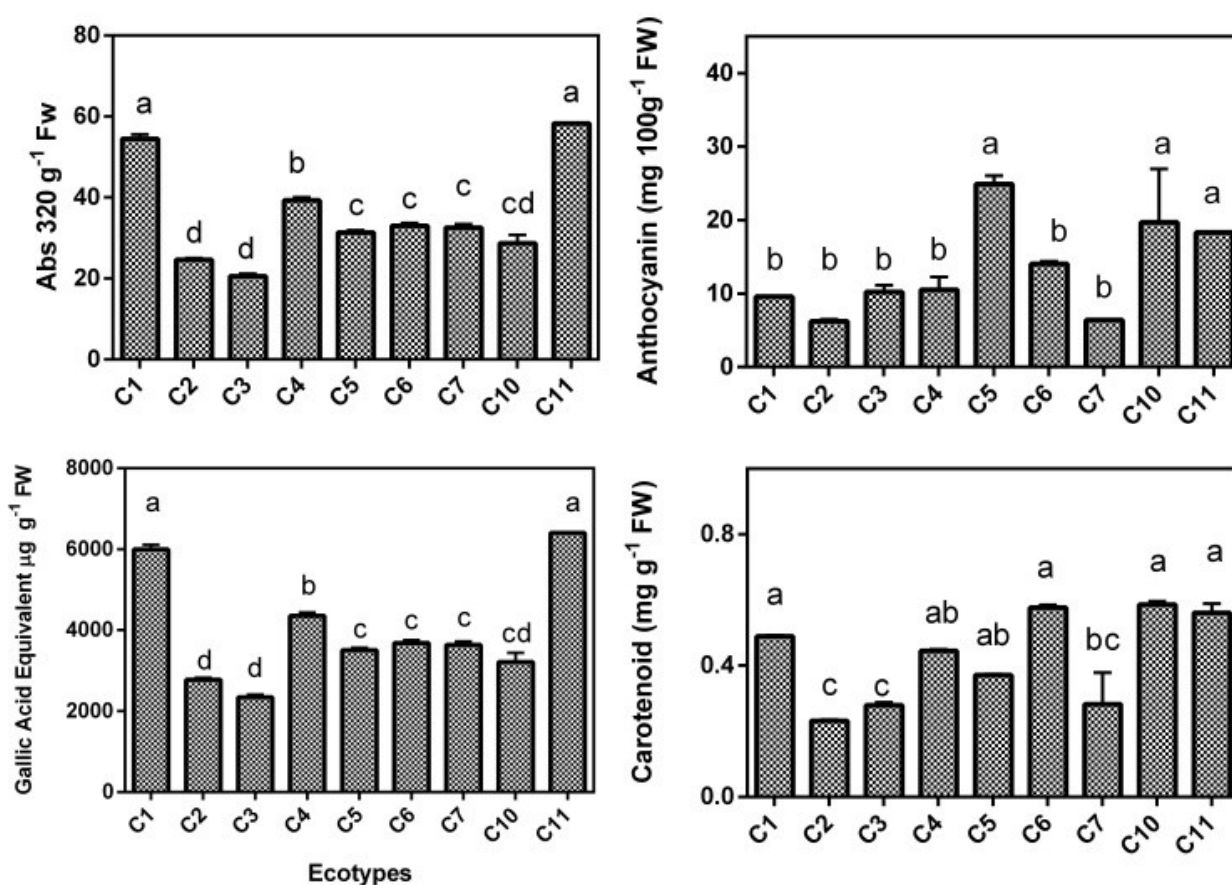 Abs 320 g⁻¹ Fw
80
60
40
20
0
a
d
d
b
c
c
c
cd
a
C1
C2
C3
C4
C5
C6
C7
C10
C11
Anthocyanin (mg 100g⁻¹ FW)
40
30
20
10
0
b
b
b
b
a
b
b
a
a
C1
C2
C3
C4
C5
C6
C7
C10
C11
Gallic Acid Equivalent µg g⁻¹ FW
8000
6000
4000
2000
0
a
d
d
b
c
c
c
cd
a
C1
C2
C3
C4
C5
C6
C7
C10
C11
Ecotypes
Carotenoid (mg g⁻¹ FW)
0.8
0.4
0.0
a
c
c
ab
ab
a
bc
a
a
C1
C2
C3
C4
C5
C6
C7
C10
C11